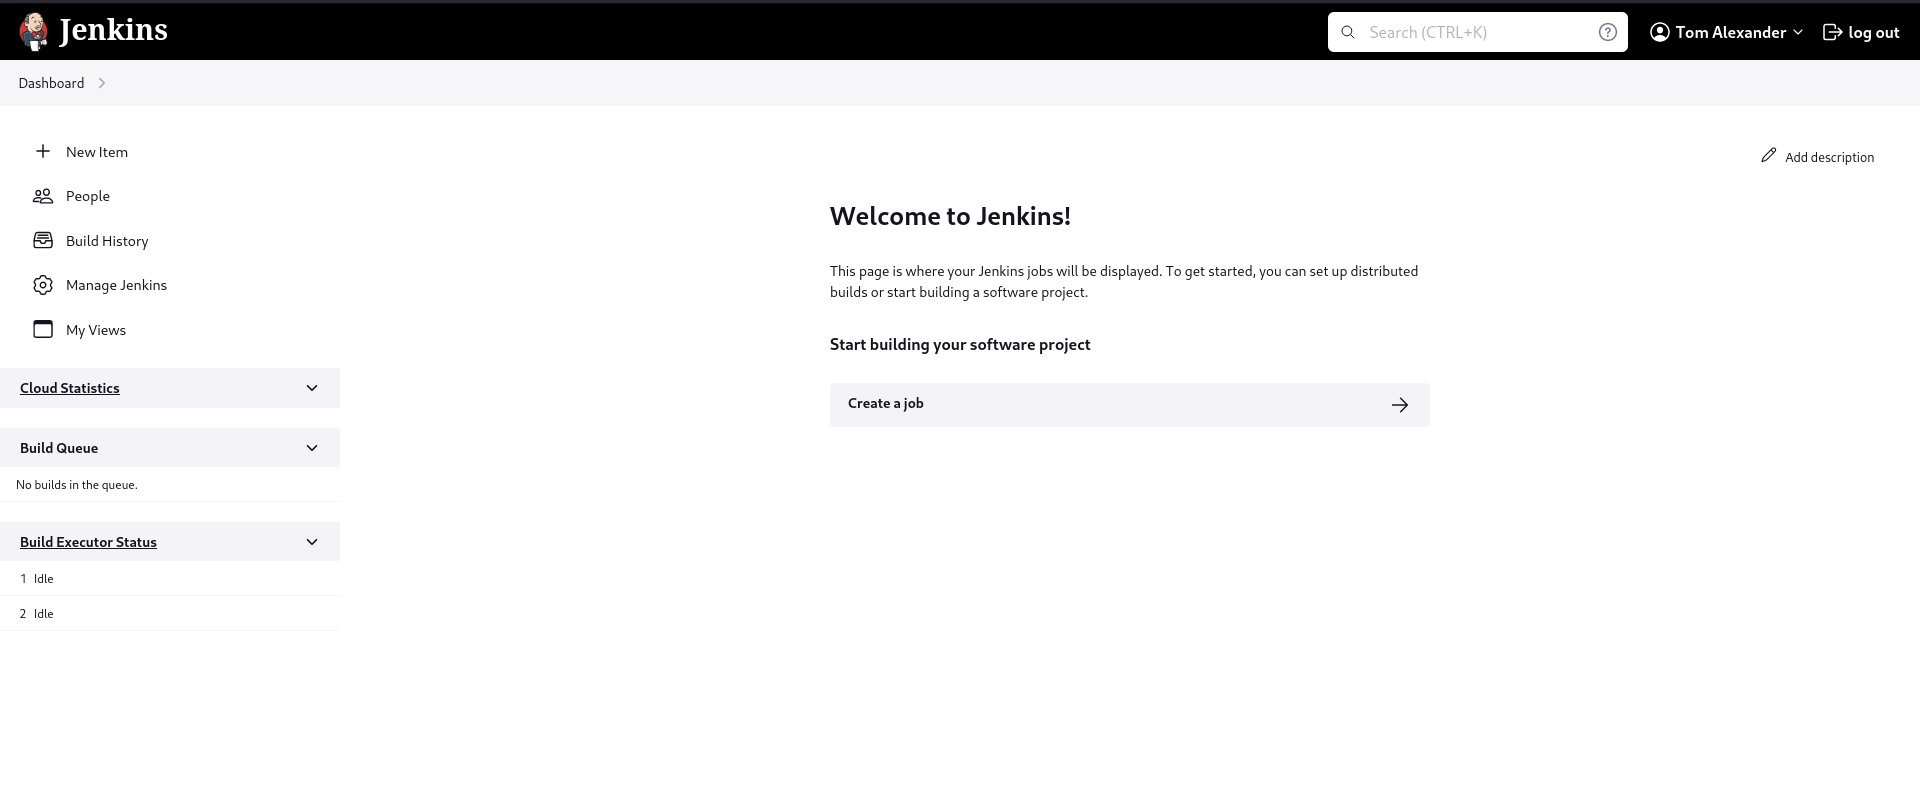 Jenkins
Search (CTRL+K)
Tom Alexander
log out
Dashboard
New Item
People
Build History
Manage Jenkins
My Views
Cloud Statistics
Build Queue
No builds in the queue.
Build Executor Status
1 Idle
2 Idle
Add description
Welcome to Jenkins!
This page is where your Jenkins jobs will be displayed. To get started, you can set up distributed
builds or start building a software project.
Start building your software project
Create a job